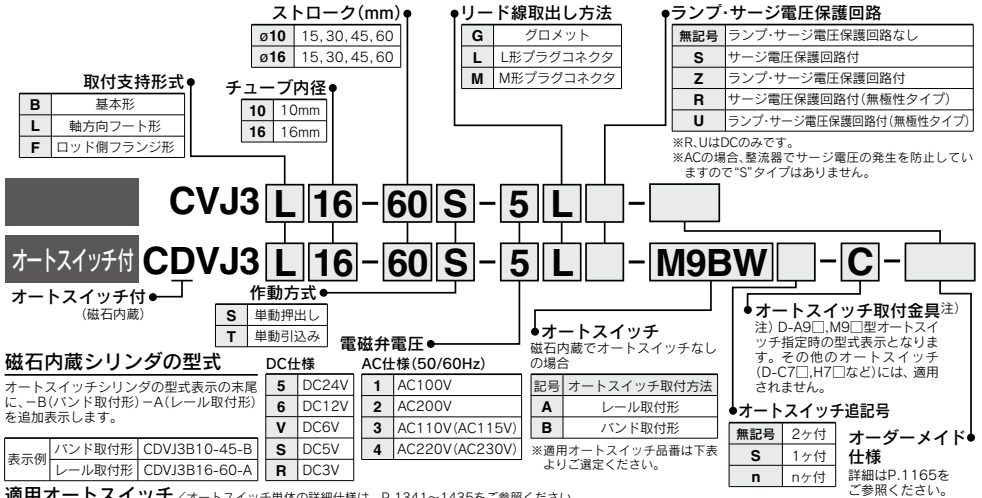 ストローク(mm)
ø10 15, 30, 45, 60
ø16 15, 30, 45, 60
リード線取出し方法
G グロメット
L L形プラグコネクタ
M M形プラグコネクタ
ランプ・サージ電圧保護回路
無記号 ランプ・サージ電圧保護回路なし
S サージ電圧保護回路付
Z ランプ・サージ電圧保護回路付
R サージ電圧保護回路付(無極性タイプ)
U ランプ・サージ電圧保護回路付(無極性タイプ)
※R,UはDCのみです。
※ACの場合、整流器でサージ電圧の発生を防止してい
ますので“S”タイプはありません。
取付支持形式
B 基本形
L 軸方向フート形
F ロッド側フランジ形
チューブ内径
10 10mm
16 16mm
CVJ3 L 16 － 60 S － 5 L －
オートスイッチ付 CDVJ3 L 16 － 60 S － 5 L － M9BW － C －
オートスイッチ付
(磁石内蔵)
作動方式
S 単動押出し
T 単動引込み
電磁弁電圧
DC仕様
5 DC24V
6 DC12V
V DC6V
S DC5V
R DC3V
AC仕様(50/60Hz)
1 AC100V
2 AC200V
3 AC110V(AC115V)
4 AC220V(AC230V)
磁石内蔵シリンダの型式
オートスイッチシリンダの型式表示の末尾
に、－B(バンド取付形)－A(レール取付形)
を追加表示します。
表示例 バンド取付形 CDVJ3B10-45-B
レール取付形 CDVJ3B16-60-A
オートスイッチ
磁石内蔵でオートスイッチなし
の場合
記号 オートスイッチ取付方法
A レール取付形
B バンド取付形
※適用オートスイッチ品番は下表
よりご選定ください。
オートスイッチ取付金具注)
注) D-A9□,M9□型オートスイ
ッチ指定時の型式表示となりま
す。その他のオートスイッチ
(D-C7□,H7□など)には、適用
されません。
オートスイッチ追記号
無記号 2ヶ付
S 1ヶ付
n nヶ付
オーダーメイド
仕様
詳細はP.1165を
ご参照ください。
適用オートスイッチ／オートスイッチ単体の詳細仕様は、P.1341～1435をご参照ください。